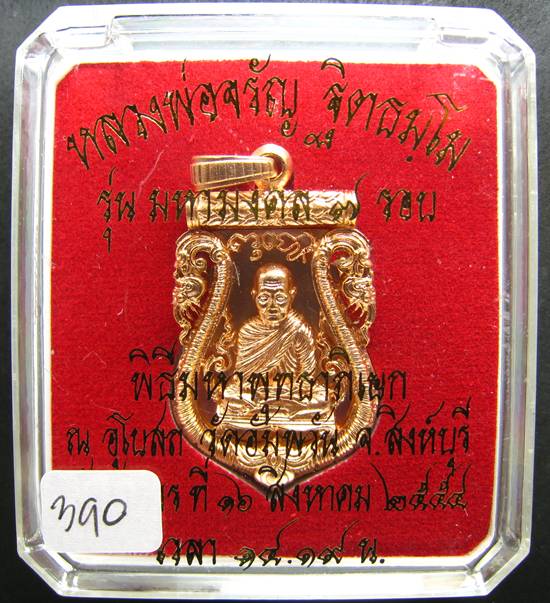 หลวงพ่อจรัญ ฐิตธมฺโม
รุ่น มหามงคล ๗ รอบ
พิธีมหาพุทธาภิเษก
ณ อุโบสถ วัดอัมพวัน จ.สิงห์บุรี
ที่ ๑๖ สิงหาคม ๒๕๕๔
เวลา ๑๔.๑๙ น.
390